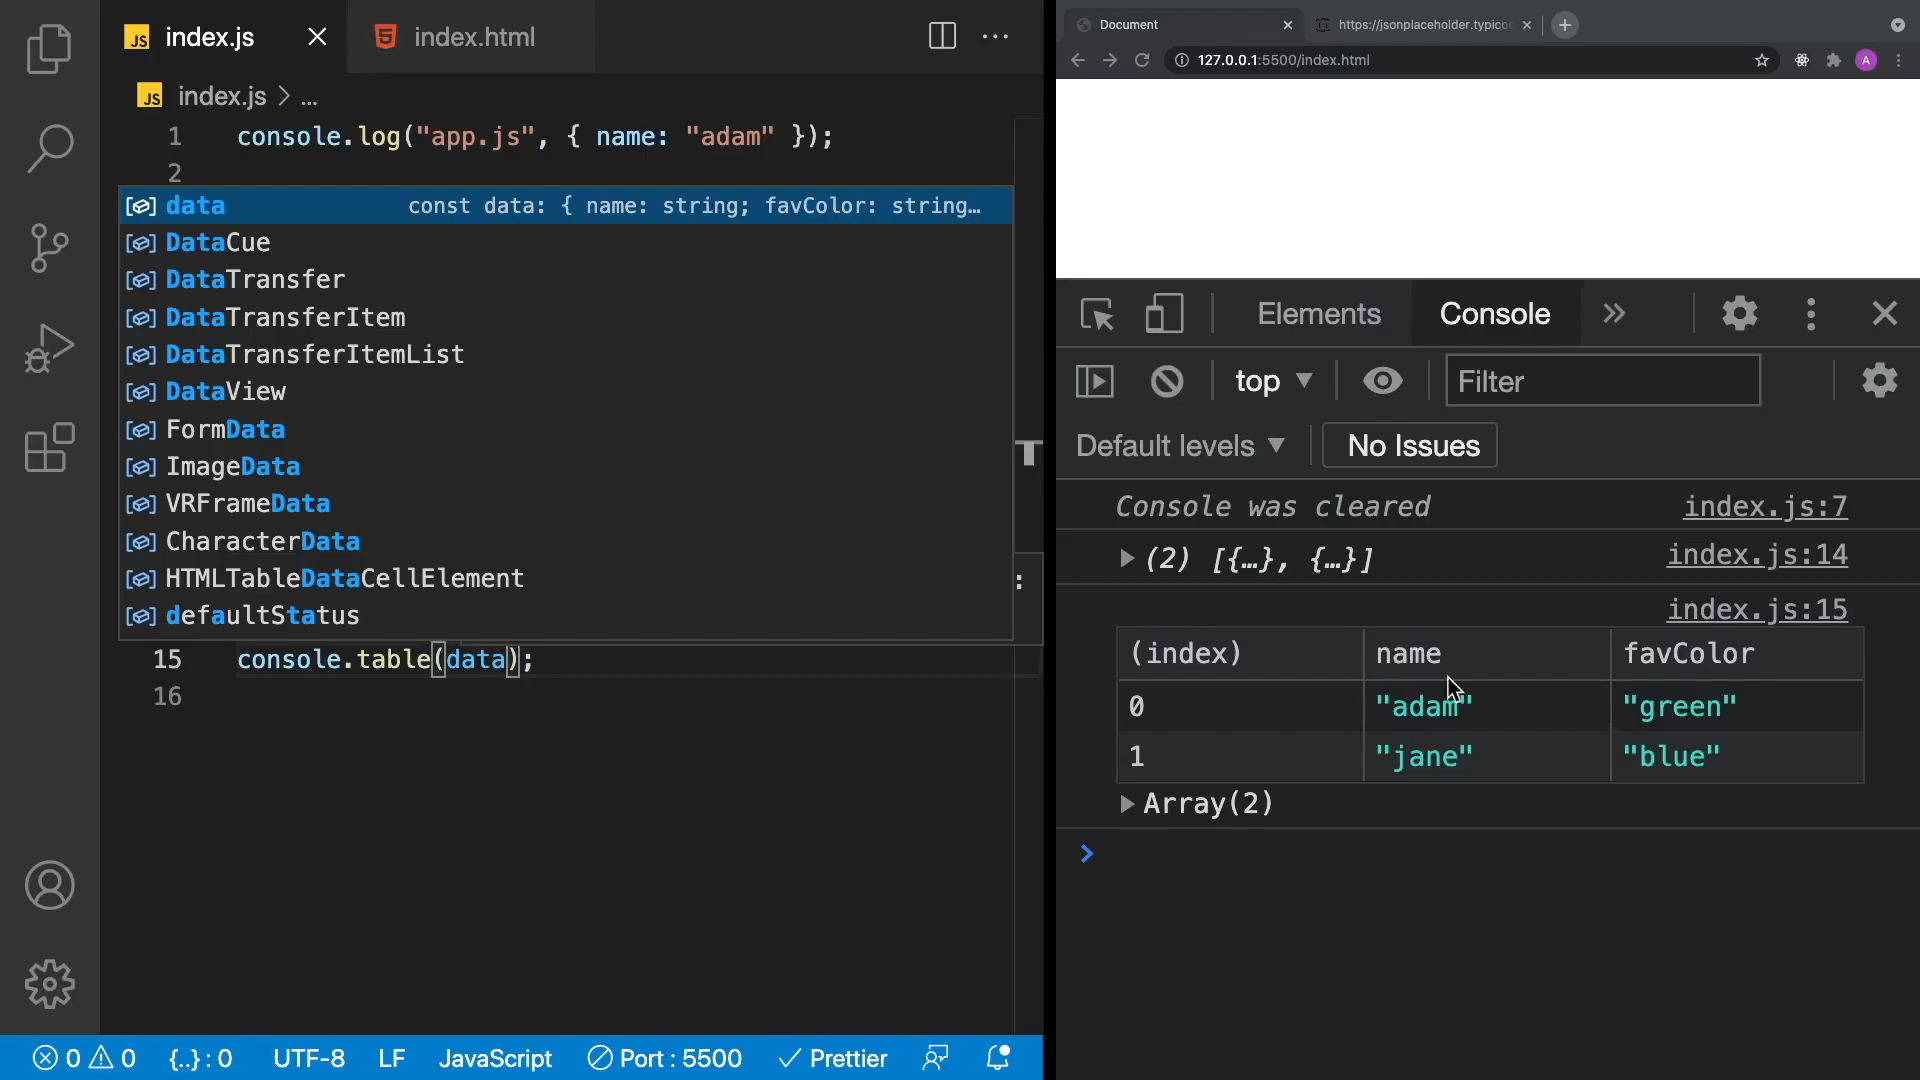 index.js
index.html
index.js > ...
1 console.log("app.js", { name: "adam" });
2
data const data: { name: string; favColor: string…
DataCue
DataTransfer
DataTransferItem
DataTransferItemList
DataView
FormData
ImageData
VRFrameData
CharacterData
HTMLTableDataCellElement
defaultStatus
:
15 console.table(data);
16
0 0 {..} : 0 UTF-8 LF JavaScript Port : 5500 Prettier
Document
https://jsonplaceholder.typico
127.0.0.1:5500/index.html
A
Elements
Console
top
Filter
Default levels
No Issues
Console was cleared index.js:7
(2) [{…}, {…}] index.js:14
index.js:15
(index) name favColor
0 "adam" "green"
1 "jane" "blue"
Array(2)